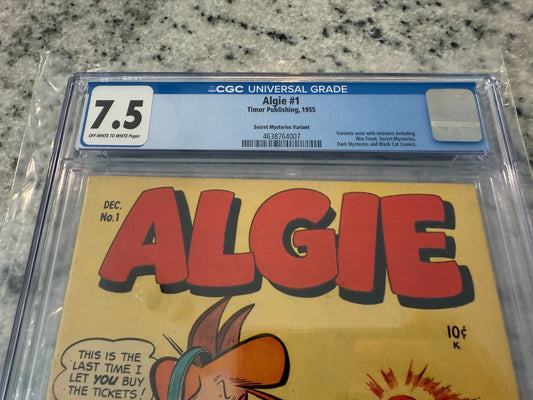 CGC UNIVERSAL GRADE
7.5
OFF-WHITE TO WHITE Pages
Algie #1
Timor Publishing, 1955
Secret Mysteries Variant
4638764007
Variants exist with interiors including
War Front, Secret Mysteries,
Dark Mysteries and Black Cat Comics.
DEC.
No.1
ALGIE
10¢
K
THIS IS THE
LAST TIME I
LET YOU BUY
THE TICKETS!